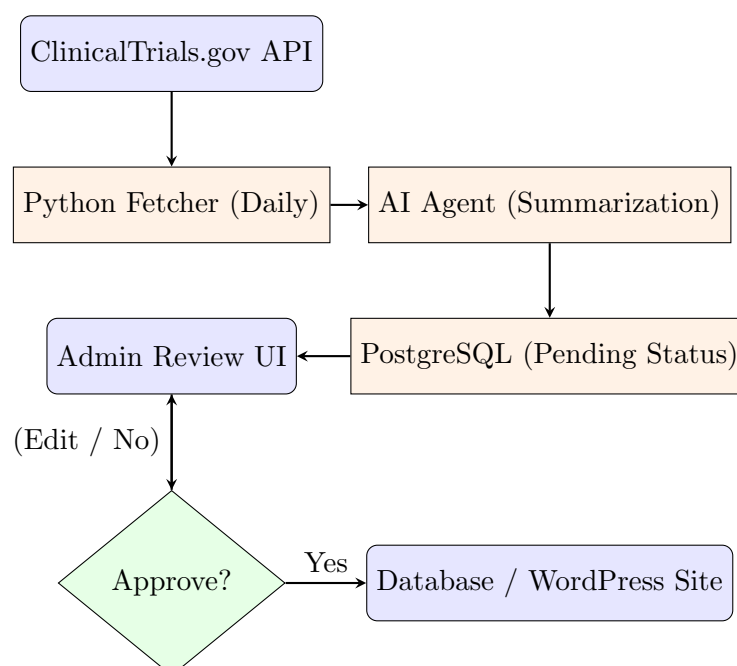 ClinicalTrials.gov API
Python Fetcher (Daily)
AI Agent (Summarization)
Admin Review UI
PostgreSQL (Pending Status)
(Edit / No)
Approve?
Yes
Database / WordPress Site